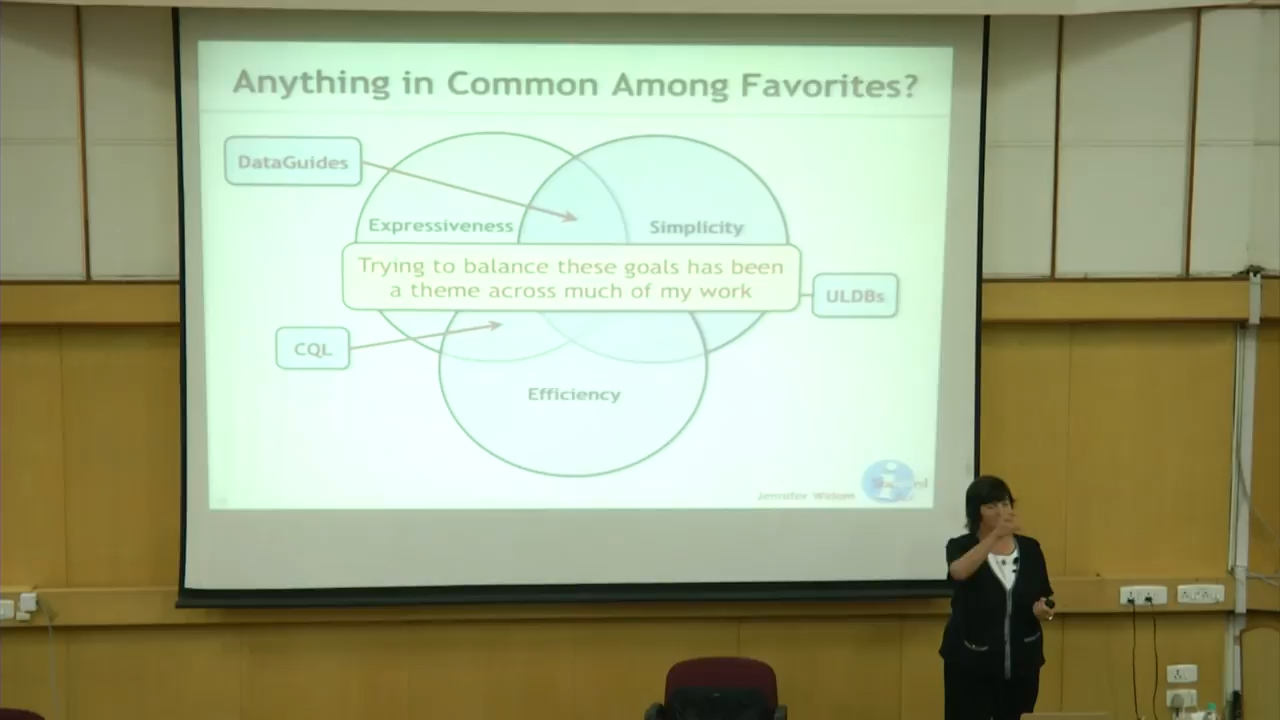 Anything in Common Among Favorites?
DataGuides
Expressiveness
Simplicity
Trying to balance these goals has been
a theme across much of my work
ULDBs
CQL
Efficiency
Jennifer Widom